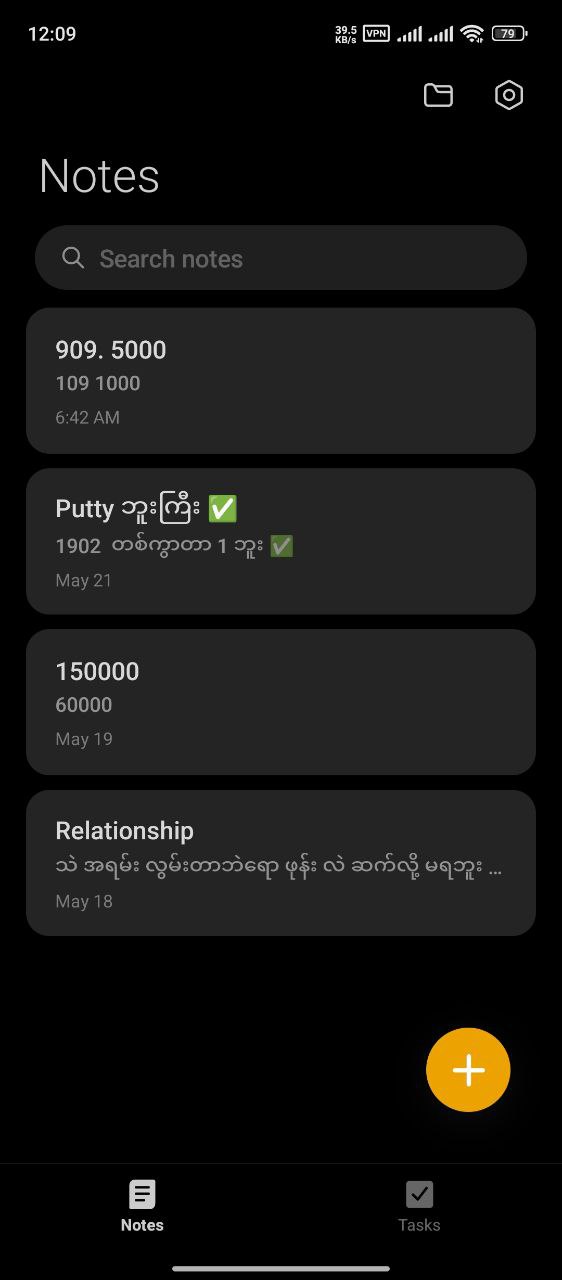 12:09
39.5 KB/s VPN 79
Notes
Search notes
909. 5000
109 1000
6:42 AM
Putty ဘူးကြီး ✅
1902 တစ်ကွာတာ 1 ဘူး ✅
May 21
150000
60000
May 19
Relationship
သဲ အရမ်း လွမ်းတာဘဲရော ဖုန်း လဲ ဆက်လို့ မရဘူး ...
May 18
Notes
Tasks